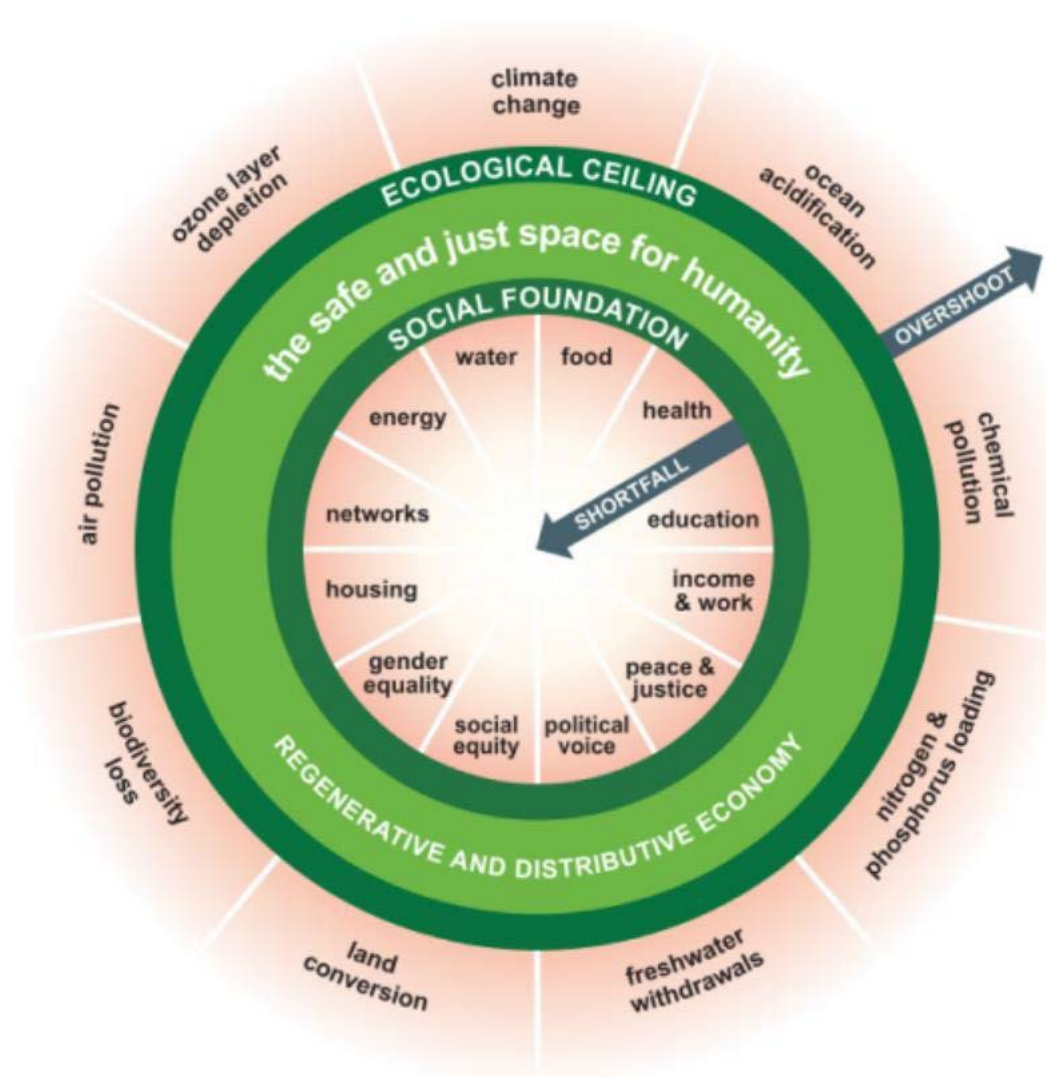 climate
change
ozone layer
depletion
ocean
acidification
ECOLOGICAL CEILING
the safe and just space for humanity
OVERSHOOT
SOCIAL FOUNDATION
water
food
energy
health
air pollution
chemical
pollution
SHORTFALL
networks
education
housing
income
& work
gender
equality
peace &
justice
social
equity
political
voice
biodiversity
loss
nitrogen &
phosphorus loading
REGENERATIVE AND DISTRIBUTIVE ECONOMY
land
conversion
freshwater
withdrawals